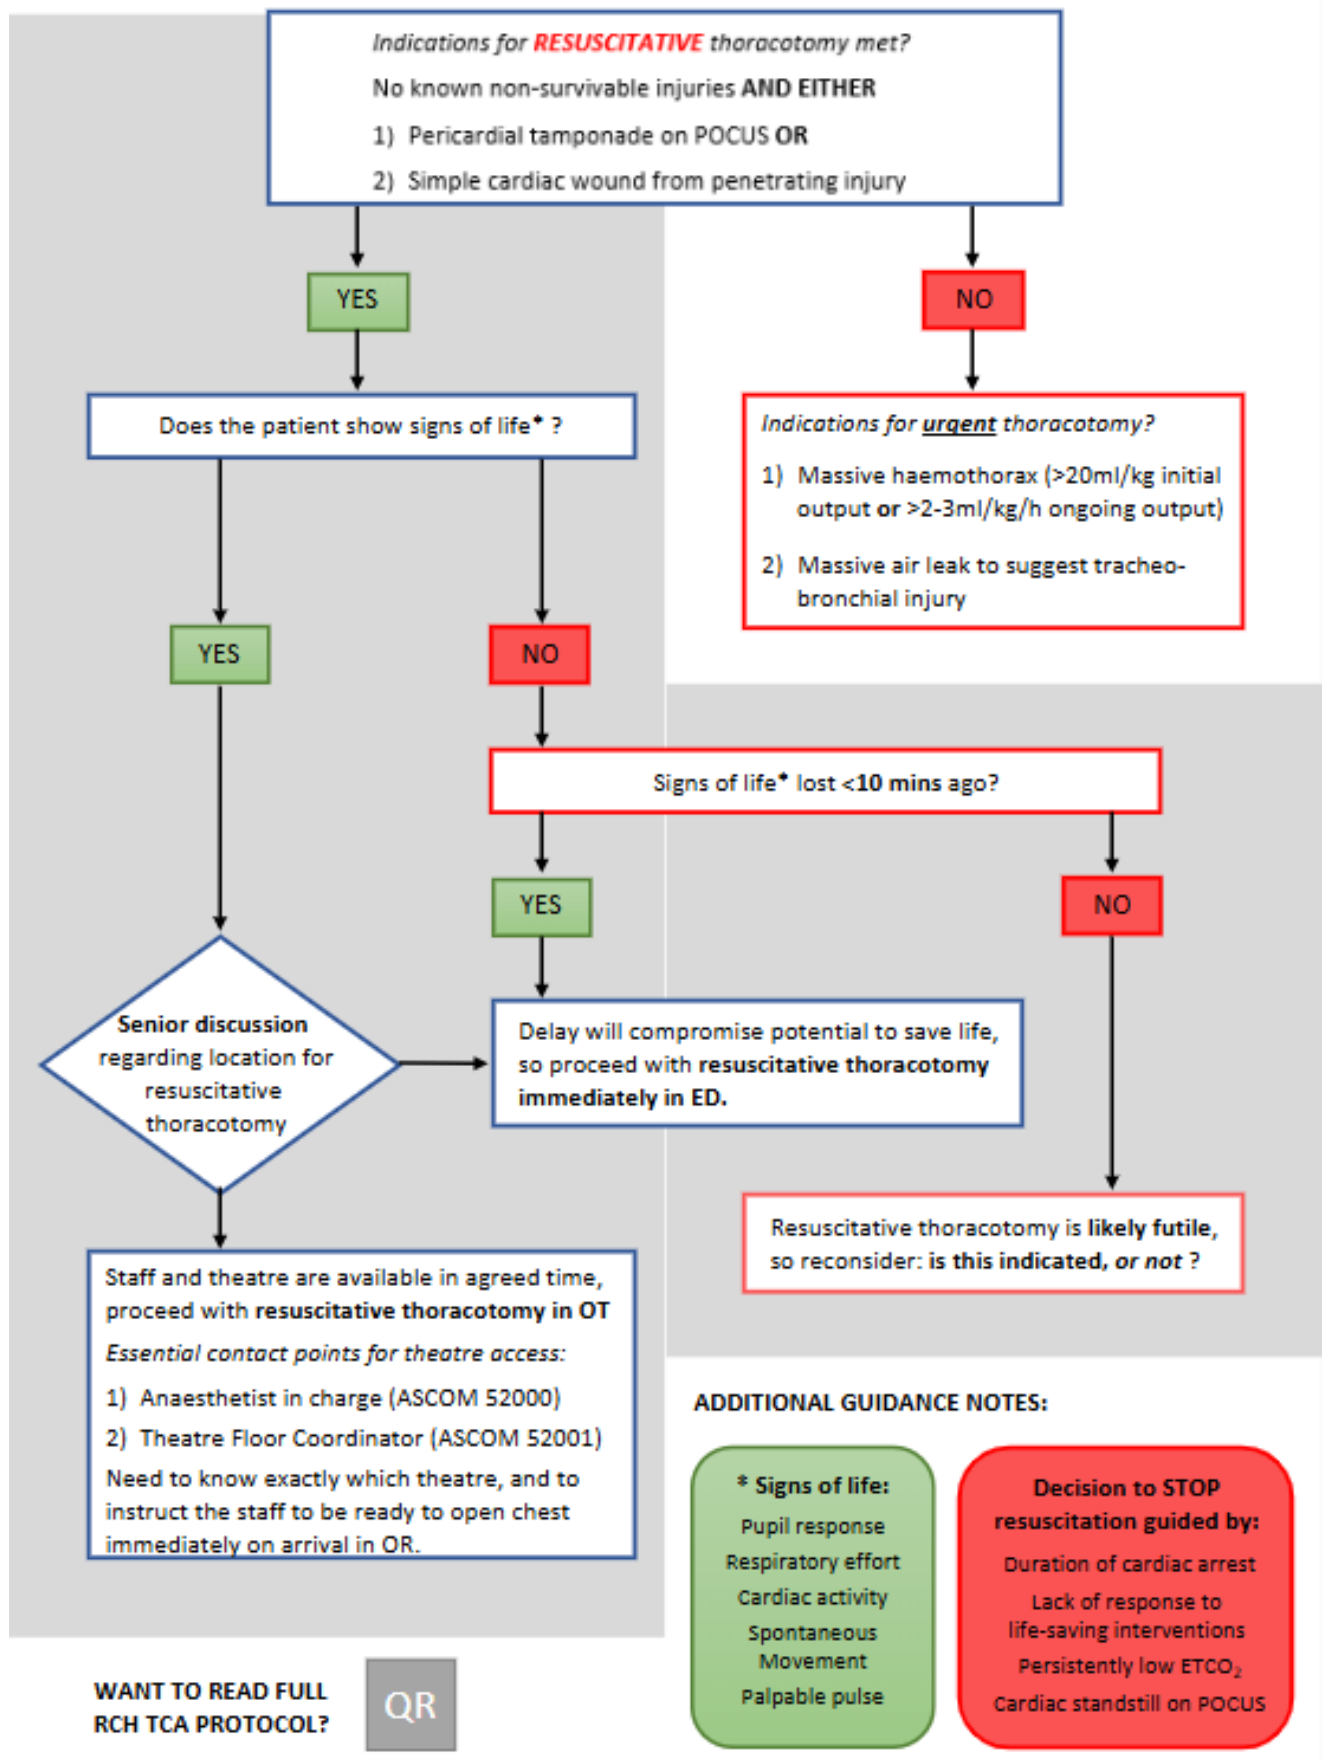 Indications for RESUSCITATIVE thoracotomy met?
No known non-survivable injuries AND EITHER
1) Pericardial tamponade on POCUS OR
2) Simple cardiac wound from penetrating injury
YES
NO
Does the patient show signs of life* ?
Indications for urgent thoracotomy?
1) Massive haemothorax (>20ml/kg initial
output or >2-3ml/kg/h ongoing output)
2) Massive air leak to suggest tracheo-
bronchial injury
YES
NO
Signs of life* lost <10 mins ago?
YES
NO
Senior discussion
regarding location for
resuscitative
thoracotomy
Delay will compromise potential to save life,
so proceed with resuscitative thoracotomy
immediately in ED.
Resuscitative thoracotomy is likely futile,
so reconsider: is this indicated, or not ?
Staff and theatre are available in agreed time,
proceed with resuscitative thoracotomy in OT
Essential contact points for theatre access:
1) Anaesthetist in charge (ASCOM 52000)
2) Theatre Floor Coordinator (ASCOM 52001)
Need to know exactly which theatre, and to
instruct the staff to be ready to open chest
immediately on arrival in OR.
ADDITIONAL GUIDANCE NOTES:
* Signs of life:
Pupil response
Respiratory effort
Cardiac activity
Spontaneous
Movement
Palpable pulse
Decision to STOP
resuscitation guided by:
Duration of cardiac arrest
Lack of response to
life-saving interventions
Persistently low ETCO₂
Cardiac standstill on POCUS
WANT TO READ FULL
RCH TCA PROTOCOL?
QR